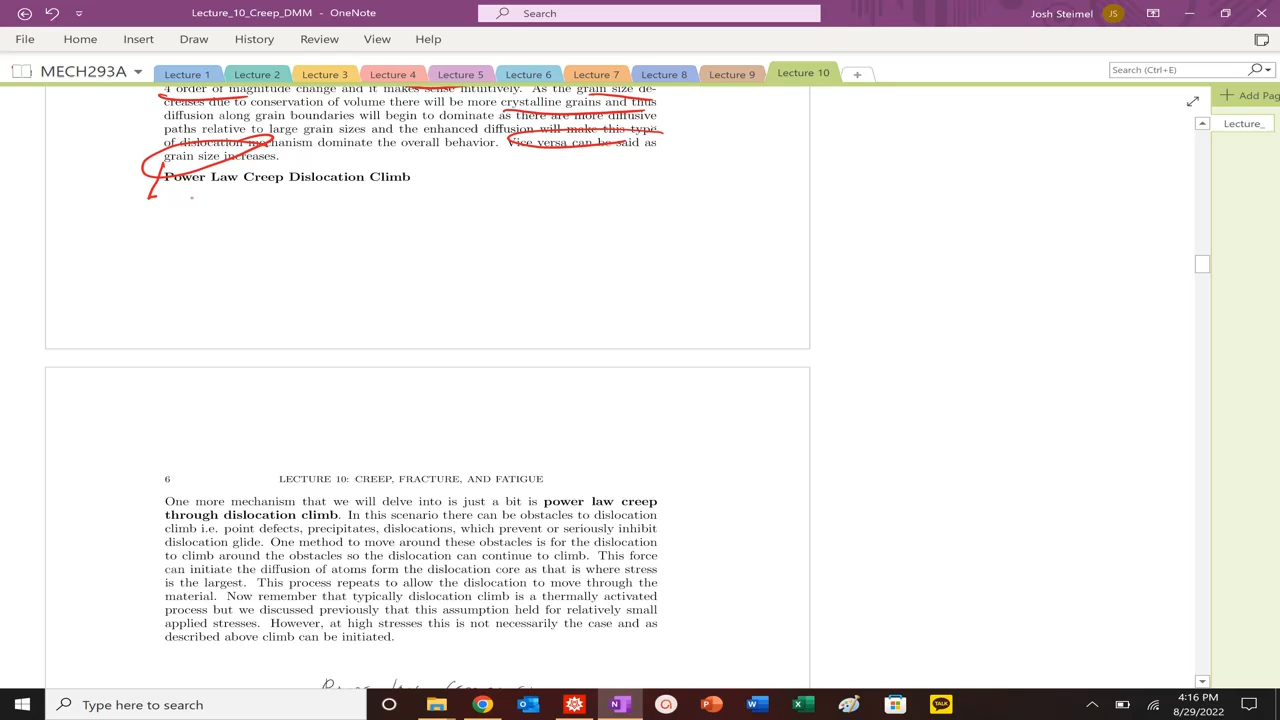 Lecture_10_Creep_DMM - OneNote
Search
Josh Steimel
JS
File Home Insert Draw History Review View Help
MECH293A
Lecture 1 Lecture 2 Lecture 3 Lecture 4 Lecture 5 Lecture 6 Lecture 7 Lecture 8 Lecture 9 Lecture 10 +
Search (Ctrl+E)
+ Add Pag
Lecture_
4 order of magnitude change and it makes sense intuitively. As the grain size de-
creases due to conservation of volume there will be more crystalline grains and thus
diffusion along grain boundaries will begin to dominate as there are more diffusive
paths relative to large grain sizes and the enhanced diffusion will make this type
of dislocation mechanism dominate the overall behavior. Vice versa can be said as
grain size increases.
Power Law Creep Dislocation Climb
6 LECTURE 10: CREEP, FRACTURE, AND FATIGUE
One more mechanism that we will delve into is just a bit is power law creep
through dislocation climb. In this scenario there can be obstacles to dislocation
climb i.e. point defects, precipitates, dislocations, which prevent or seriously inhibit
dislocation glide. One method to move around these obstacles is for the dislocation
to climb around the obstacles so the dislocation can continue to climb. This force
can initiate the diffusion of atoms form the dislocation core as that is where stress
is the largest. This process repeats to allow the dislocation to move through the
material. Now remember that typically dislocation climb is a thermally activated
process but we discussed previously that this assumption held for relatively small
applied stresses. However, at high stresses this is not necessarily the case and as
described above climb can be initiated.
Type here to search
TALK
4:16 PM
8/29/2022